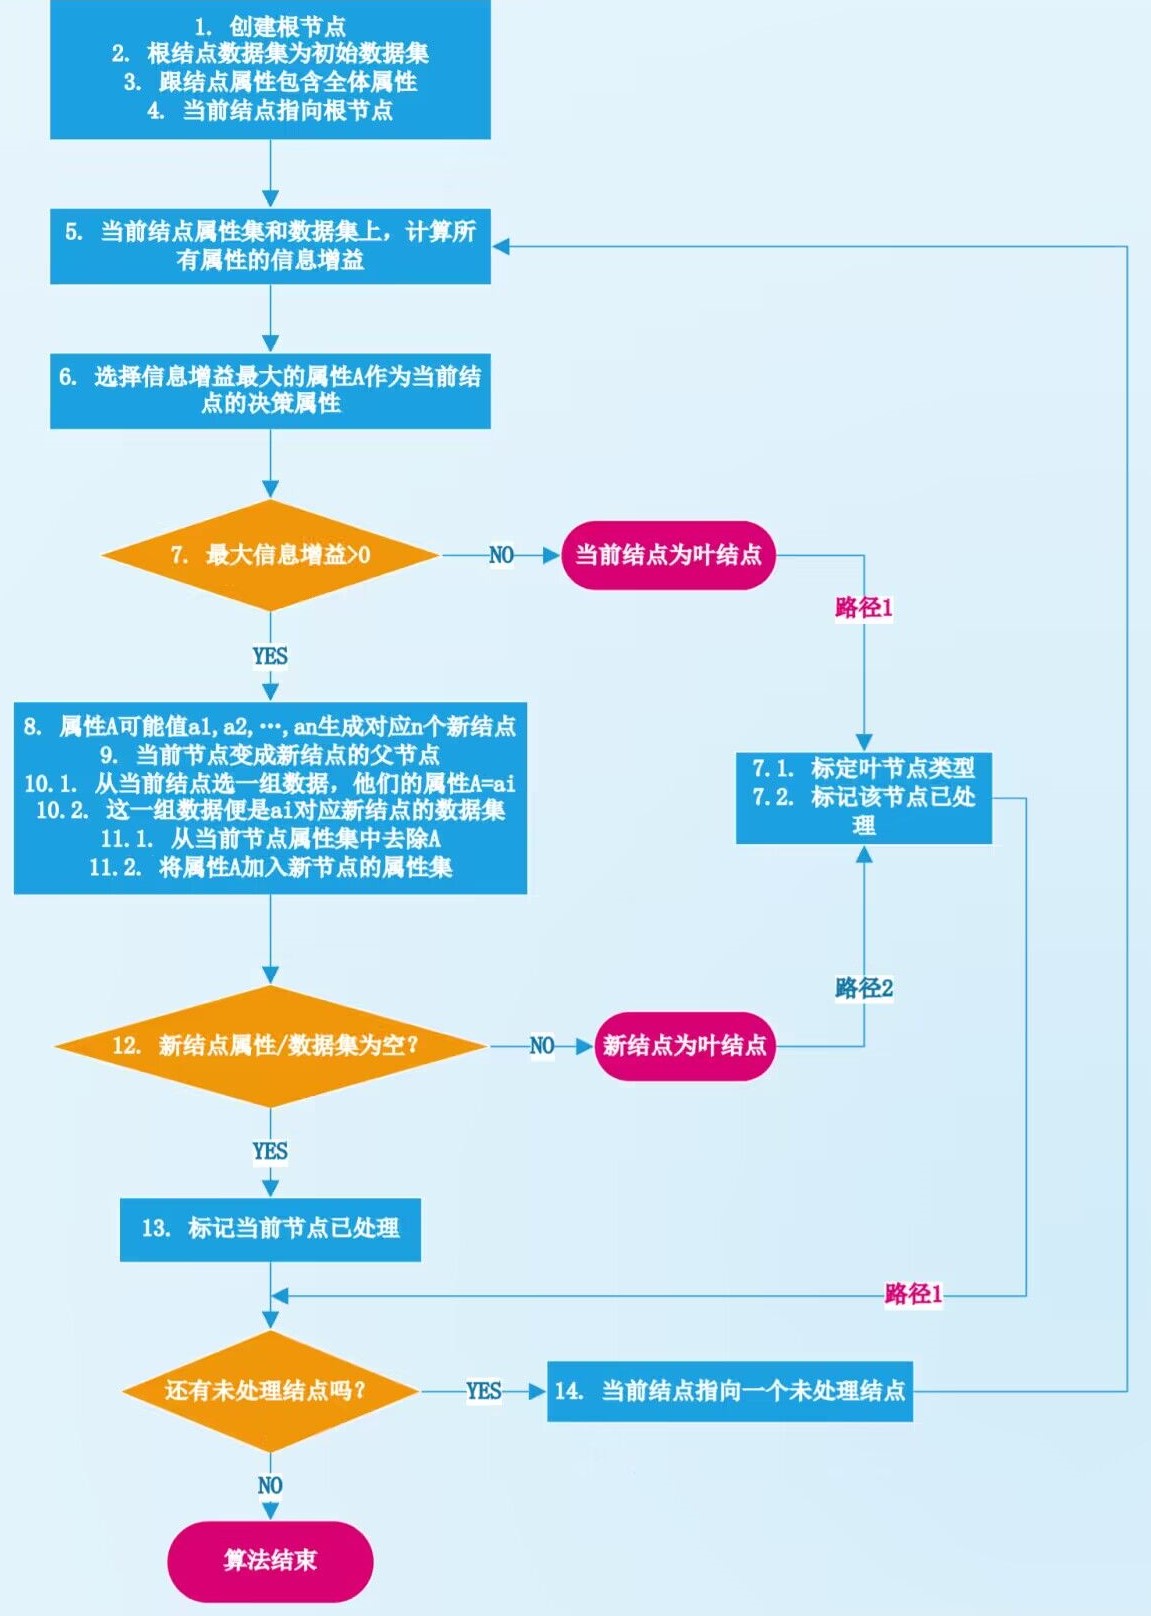 1. 创建根节点
2. 根结点数据集为初始数据集
3. 跟结点属性包含全体属性
4. 当前结点指向根节点
5. 当前结点属性集和数据集上，计算所
有属性的信息增益
6. 选择信息增益最大的属性A作为当前结
点的决策属性
7. 最大信息增益>0
NO
当前结点为叶结点
路径1
YES
8. 属性A可能值a1,a2,…,an生成对应n个新结点
9. 当前节点变成新结点的父节点
10.1. 从当前结点选一组数据，他们的属性A=ai
10.2. 这一组数据便是ai对应新结点的数据集
11.1. 从当前节点属性集中去除A
11.2. 将属性A加入新节点的属性集
7.1. 标定叶节点类型
7.2. 标记该节点已处
理
路径2
12. 新结点属性/数据集为空?
NO
新结点为叶结点
YES
13. 标记当前节点已处理
路径1
还有未处理结点吗?
YES
14. 当前结点指向一个未处理结点
NO
算法结束